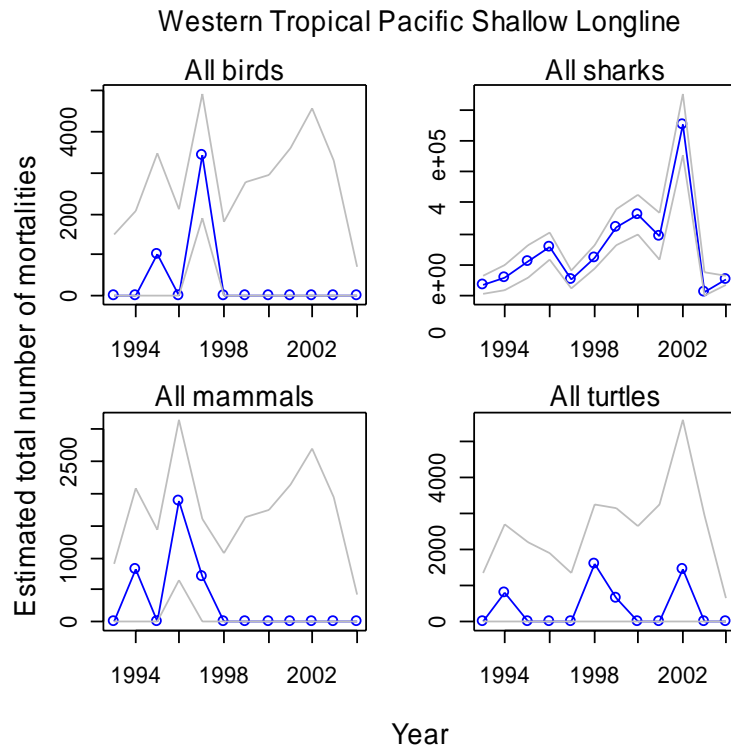 Western Tropical Pacific Shallow Longline
All birds
All sharks
4000
2000
0
e+05
4
e+00
0
1994
1998
2002
1994
1998
2002
All mammals
All turtles
2500
1000
0
4000
2000
0
1994
1998
2002
1994
1998
2002
Estimated total number of mortalities
Year